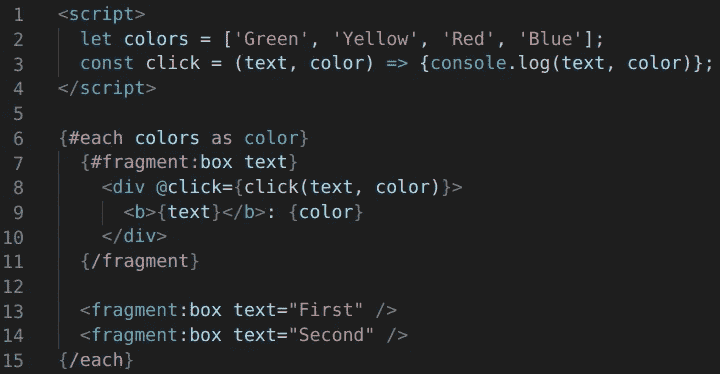 1 <script>
2 let colors = ['Green', 'Yellow', 'Red', 'Blue'];
3 const click = (text, color) => {console.log(text, color)};
4 </script>
5
6 {#each colors as color}
7 {#fragment:box text}
8 <div @click={click(text, color)}>
9 <b>{text}</b>: {color}
10 </div>
11 {/fragment}
12
13 <fragment:box text="First" />
14 <fragment:box text="Second" />
15 {/each}